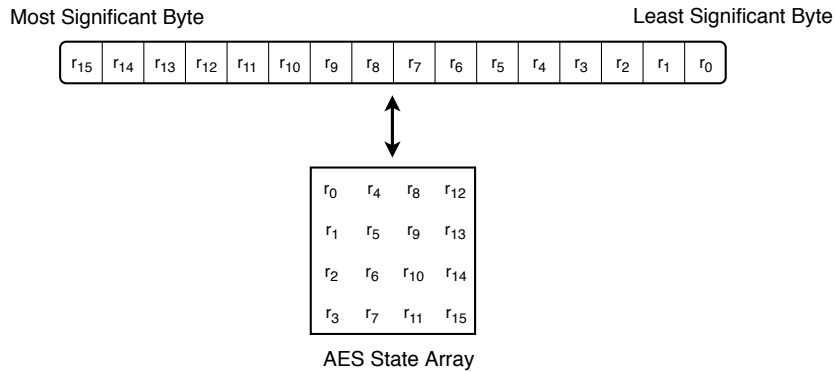 Most Significant Byte Least Significant Byte
r15 r14 r13 r12 r11 r10 r9 r8 r7 r6 r5 r4 r3 r2 r1 r0
r0 r4 r8 r12
r1 r5 r9 r13
r2 r6 r10 r14
r3 r7 r11 r15
AES State Array